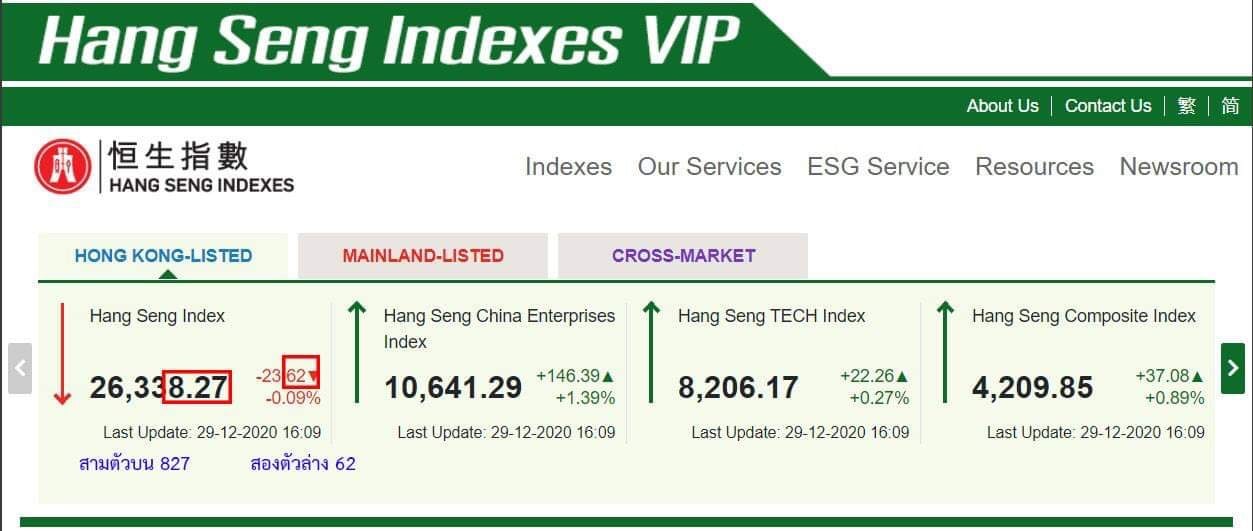 Hang Seng Indexes VIP
About Us | Contact Us | 繁 | 简
恒生指數
HANG SENG INDEXES
Indexes Our Services ESG Service Resources Newsroom
HONG KONG-LISTED MAINLAND-LISTED CROSS-MARKET
Hang Seng Index
26,338.27
-23.62▼
-0.09%
Last Update: 29-12-2020 16:09
Hang Seng China Enterprises
Index
10,641.29
+146.39▲
+1.39%
Last Update: 29-12-2020 16:09
Hang Seng TECH Index
8,206.17
+22.26▲
+0.27%
Last Update: 29-12-2020 16:09
Hang Seng Composite Index
4,209.85
+37.08▲
+0.89%
Last Update: 29-12-2020 16:09
สามตัวบน 827 สองตัวล่าง 62